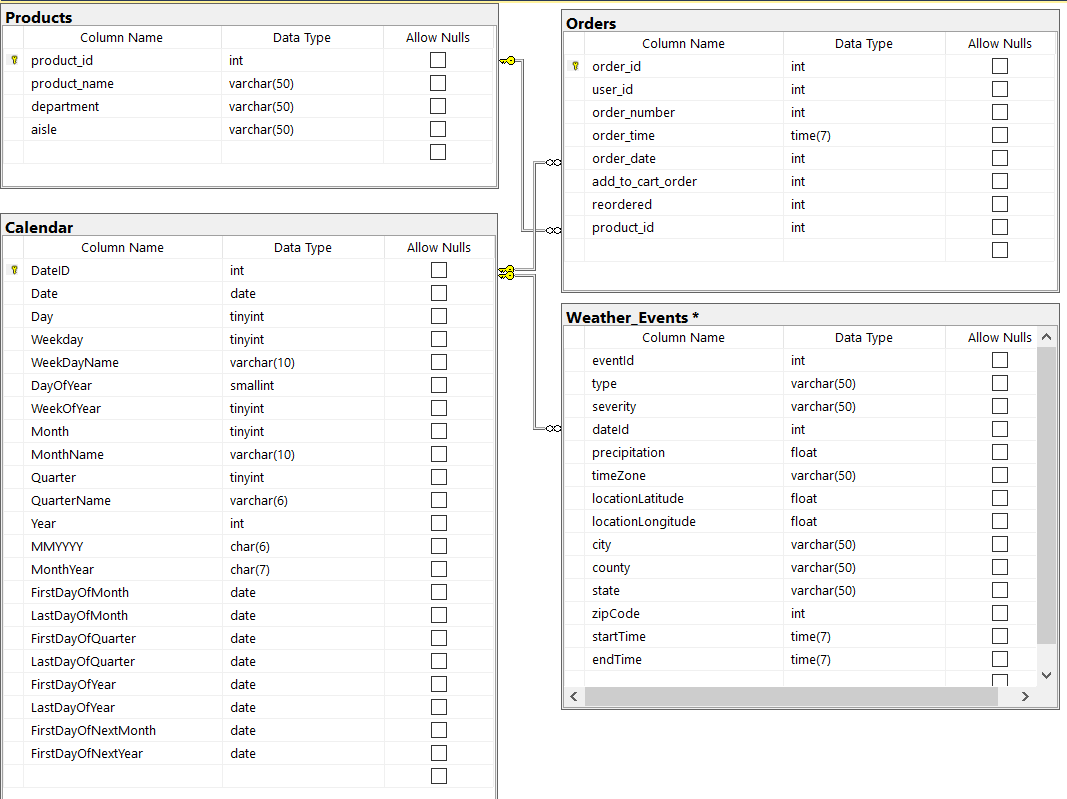 Products
Column Name Data Type Allow Nulls
product_id int
product_name varchar(50)
department varchar(50)
aisle varchar(50)
Calendar
Column Name Data Type Allow Nulls
DateID int
Date date
Day tinyint
Weekday tinyint
WeekDayName varchar(10)
DayOfYear smallint
WeekOfYear tinyint
Month tinyint
MonthName varchar(10)
Quarter tinyint
QuarterName varchar(6)
Year int
MMYYYY char(6)
MonthYear char(7)
FirstDayOfMonth date
LastDayOfMonth date
FirstDayOfQuarter date
LastDayOfQuarter date
FirstDayOfYear date
LastDayOfYear date
FirstDayOfNextMonth date
FirstDayOfNextYear date
Orders
Column Name Data Type Allow Nulls
order_id int
user_id int
order_number int
order_time time(7)
order_date int
add_to_cart_order int
reordered int
product_id int
Weather_Events *
Column Name Data Type Allow Nulls
eventId int
type varchar(50)
severity varchar(50)
dateId int
precipitation float
timeZone varchar(50)
locationLatitude float
locationLongitude float
city varchar(50)
county varchar(50)
state varchar(50)
zipCode int
startTime time(7)
endTime time(7)